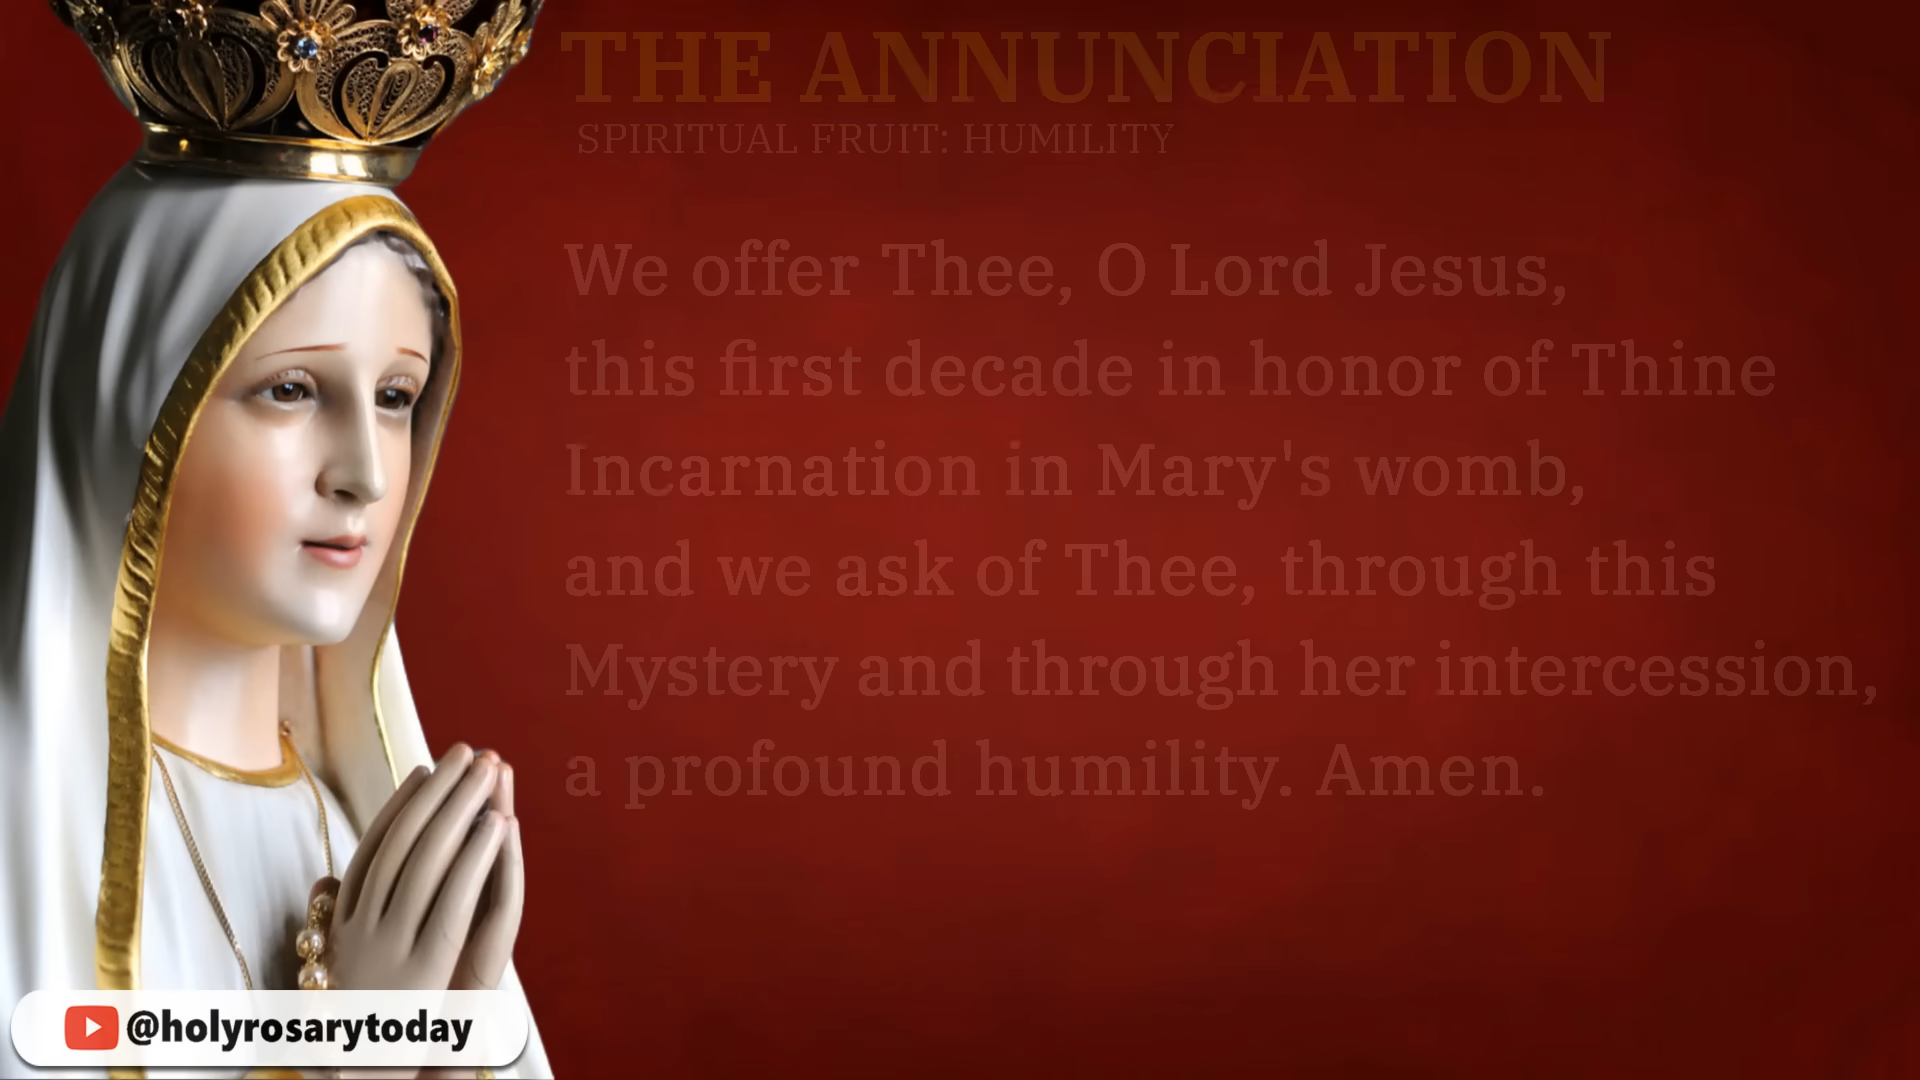 THE ANNUNCIATION
SPIRITUAL FRUIT: HUMILITY
We offer Thee, O Lord Jesus,
this first decade in honor of Thine
Incarnation in Mary's womb,
and we ask of Thee, through this
Mystery and through her intercession,
a profound humility. Amen.
@holyrosarytoday